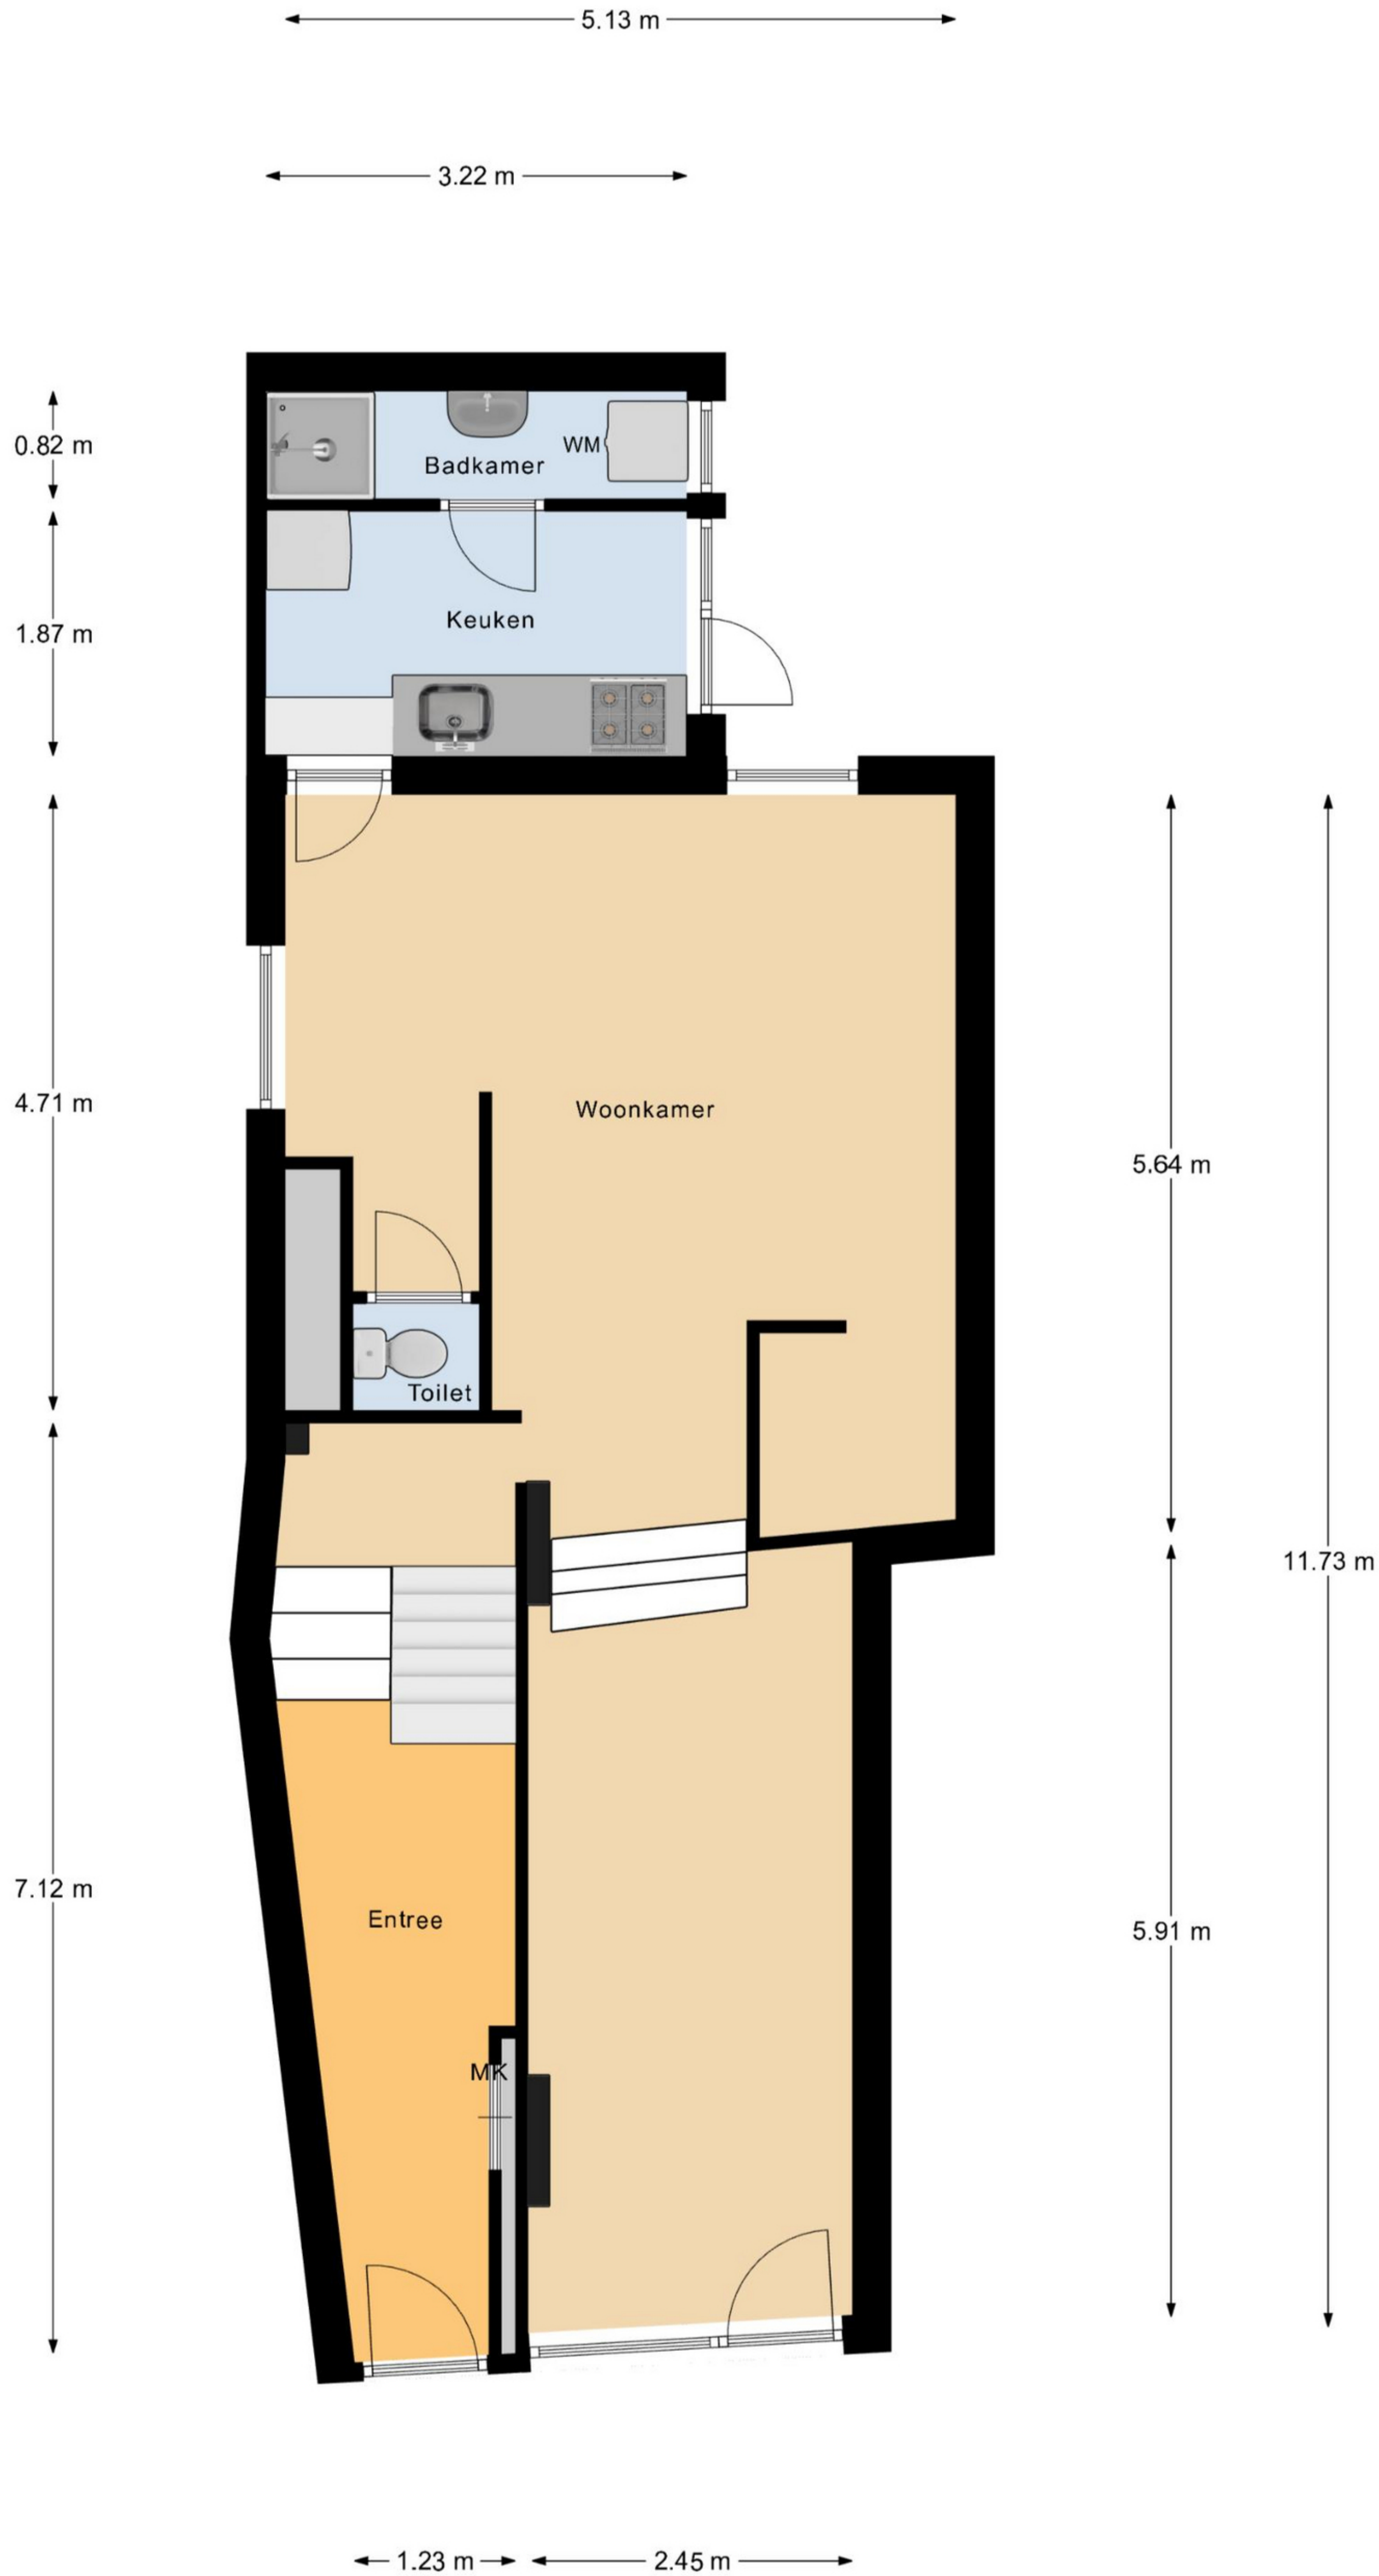 5.13 m
3.22 m
0.82 m
WM
Badkamer
Keuken
1.87 m
4.71 m
Woonkamer
5.64 m
Toilet
11.73 m
7.12 m
Entree
5.91 m
MK
1.23 m
2.45 m